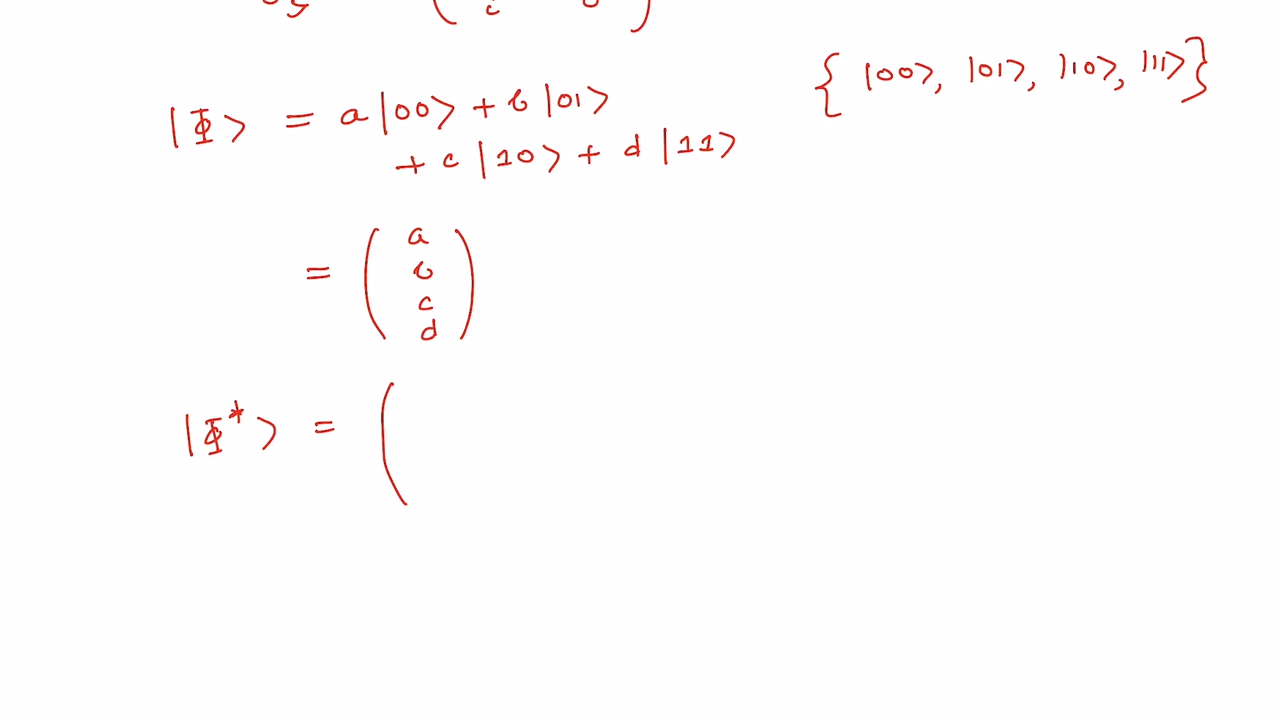 { |00⟩, |01⟩, |10⟩, |11⟩ }
|Φ⟩ = a |00⟩ + b |01⟩
+ c |10⟩ + d |11⟩
= ( a
b
c
d )
|Φ*⟩ = (